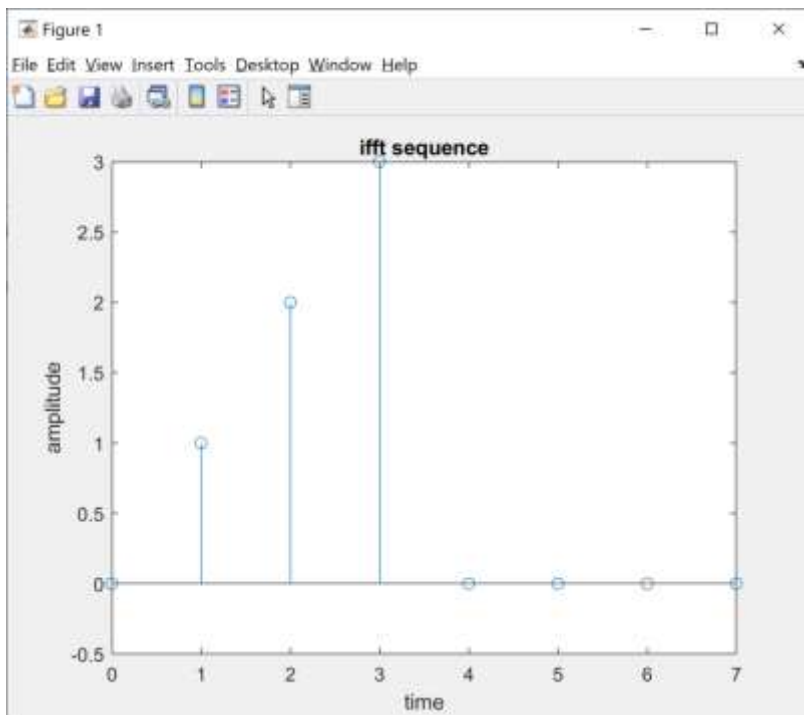 Figure 1
File Edit View Insert Tools Desktop Window Help
ifft sequence
3
2.5
2
1.5
1
0.5
0
-0.5
amplitude
0 1 2 3 4 5 6 7
time